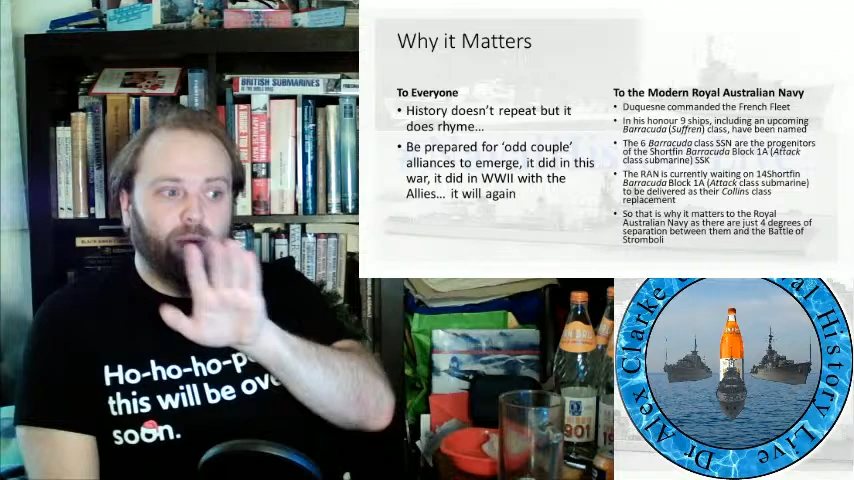 Why it Matters
To Everyone
• History doesn't repeat but it
does rhyme…
• Be prepared for 'odd couple'
alliances to emerge, it did in this
war, it did in WWII with the
Allies… it will again
To the Modern Royal Australian Navy
• Duquesne commanded the French Fleet
• In his honour 9 ships, including an upcoming
Barracuda (Suffren) class, have been named
• The 6 Barracuda class SSN are the progenitors
of the Shortfin Barracuda Block 1A (Attack
class submarine) SSK
• The RAN is currently waiting on 14Shortfin
Barracuda Block 1A (Attack class submarine)
to be delivered as their Collins class
replacement
• So that is why it matters to the Royal
Australian Navy as there are just 4 degrees of
separation between them and the Battle of
Stromboli
BRITISH SUBMARINES
Ho-ho-ho-p
this will be ove
soon.
901
Dr Alex Clarke
al History Live